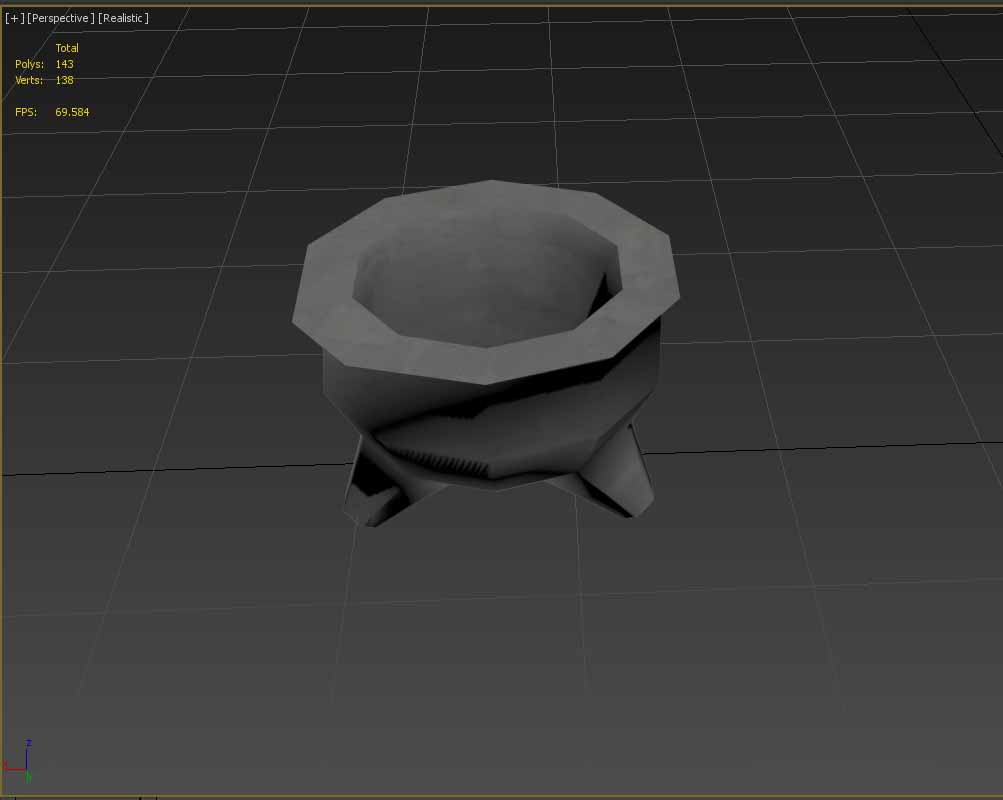 [+][Perspective][Realistic]
Total
Polys: 143
Verts: 138
FPS: 69.584
z
x
y